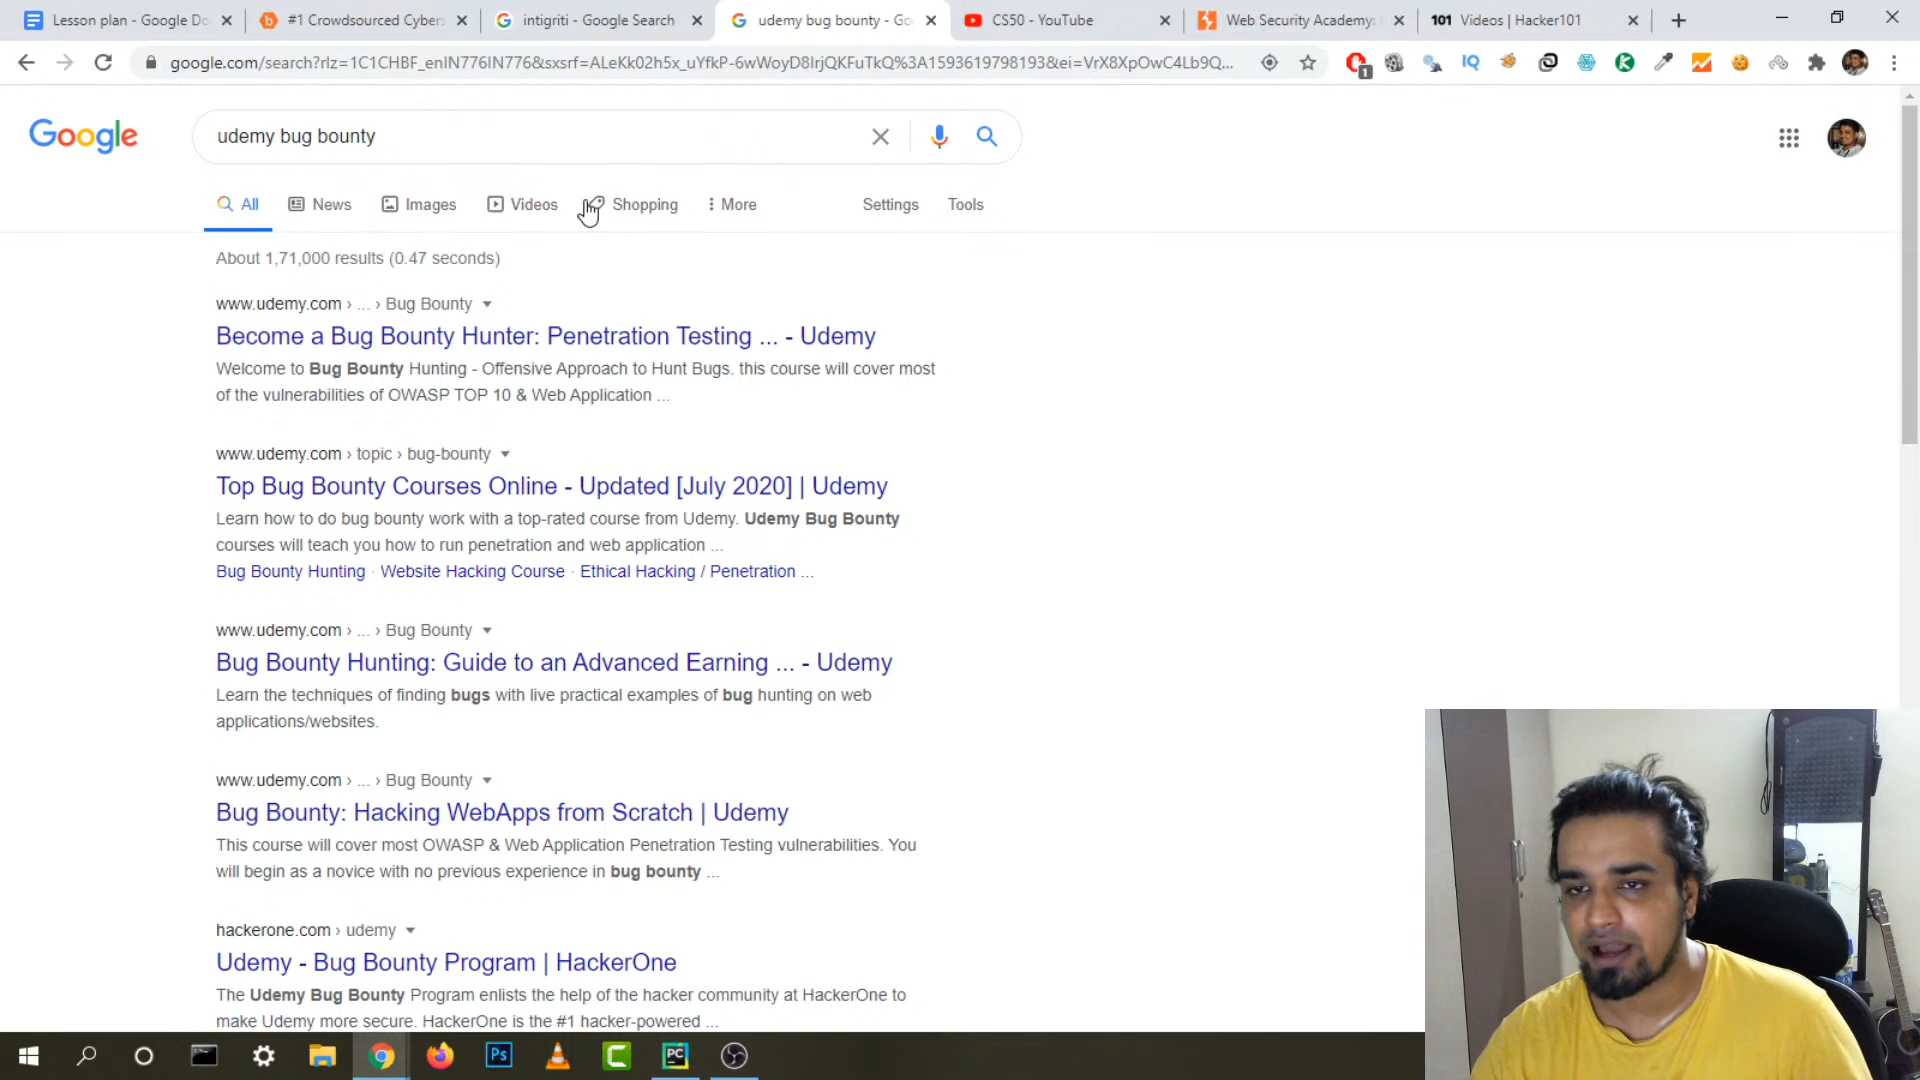 Lesson plan - Google Do
#1 Crowdsourced Cybers
intigriti - Google Search
udemy bug bounty - Go
CS50 - YouTube
Web Security Academy:
101 Videos | Hacker101
google.com/search?rlz=1C1CHBF_enIN776IN776&sxsrf=ALeKk02h5x_uYfkP-6wWoyD8IrjQKFuTkQ%3A1593619798193&ei=VrX8XpOwC4Lb9Q...
1
IQ
Google
udemy bug bounty
All
News
Images
Videos
Shopping
More
Settings
Tools
About 1,71,000 results (0.47 seconds)
www.udemy.com › ... › Bug Bounty
Become a Bug Bounty Hunter: Penetration Testing ... - Udemy
Welcome to Bug Bounty Hunting - Offensive Approach to Hunt Bugs. this course will cover most
of the vulnerabilities of OWASP TOP 10 & Web Application ...
www.udemy.com › topic › bug-bounty
Top Bug Bounty Courses Online - Updated [July 2020] | Udemy
Learn how to do bug bounty work with a top-rated course from Udemy. Udemy Bug Bounty
courses will teach you how to run penetration and web application ...
Bug Bounty Hunting · Website Hacking Course · Ethical Hacking / Penetration ...
www.udemy.com › ... › Bug Bounty
Bug Bounty Hunting: Guide to an Advanced Earning ... - Udemy
Learn the techniques of finding bugs with live practical examples of bug hunting on web
applications/websites.
www.udemy.com › ... › Bug Bounty
Bug Bounty: Hacking WebApps from Scratch | Udemy
This course will cover most OWASP & Web Application Penetration Testing vulnerabilities. You
will begin as a novice with no previous experience in bug bounty ...
hackerone.com › udemy
Udemy - Bug Bounty Program | HackerOne
The Udemy Bug Bounty Program enlists the help of the hacker community at HackerOne to
make Udemy more secure. HackerOne is the #1 hacker-powered ...
Ps
PC